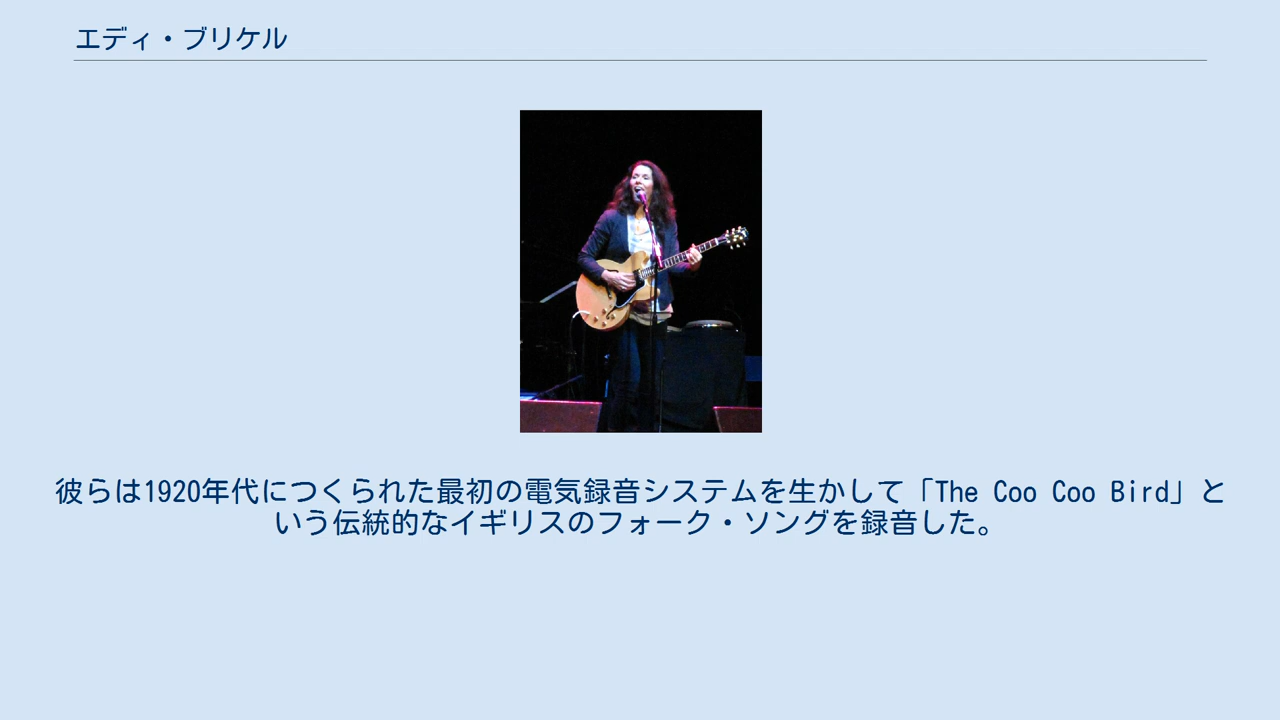 エディ・ブリケル
彼らは1920年代につくられた最初の電気録音システムを生かして「The Coo Coo Bird」と
いう伝統的なイギリスのフォーク・ソングを録音した。